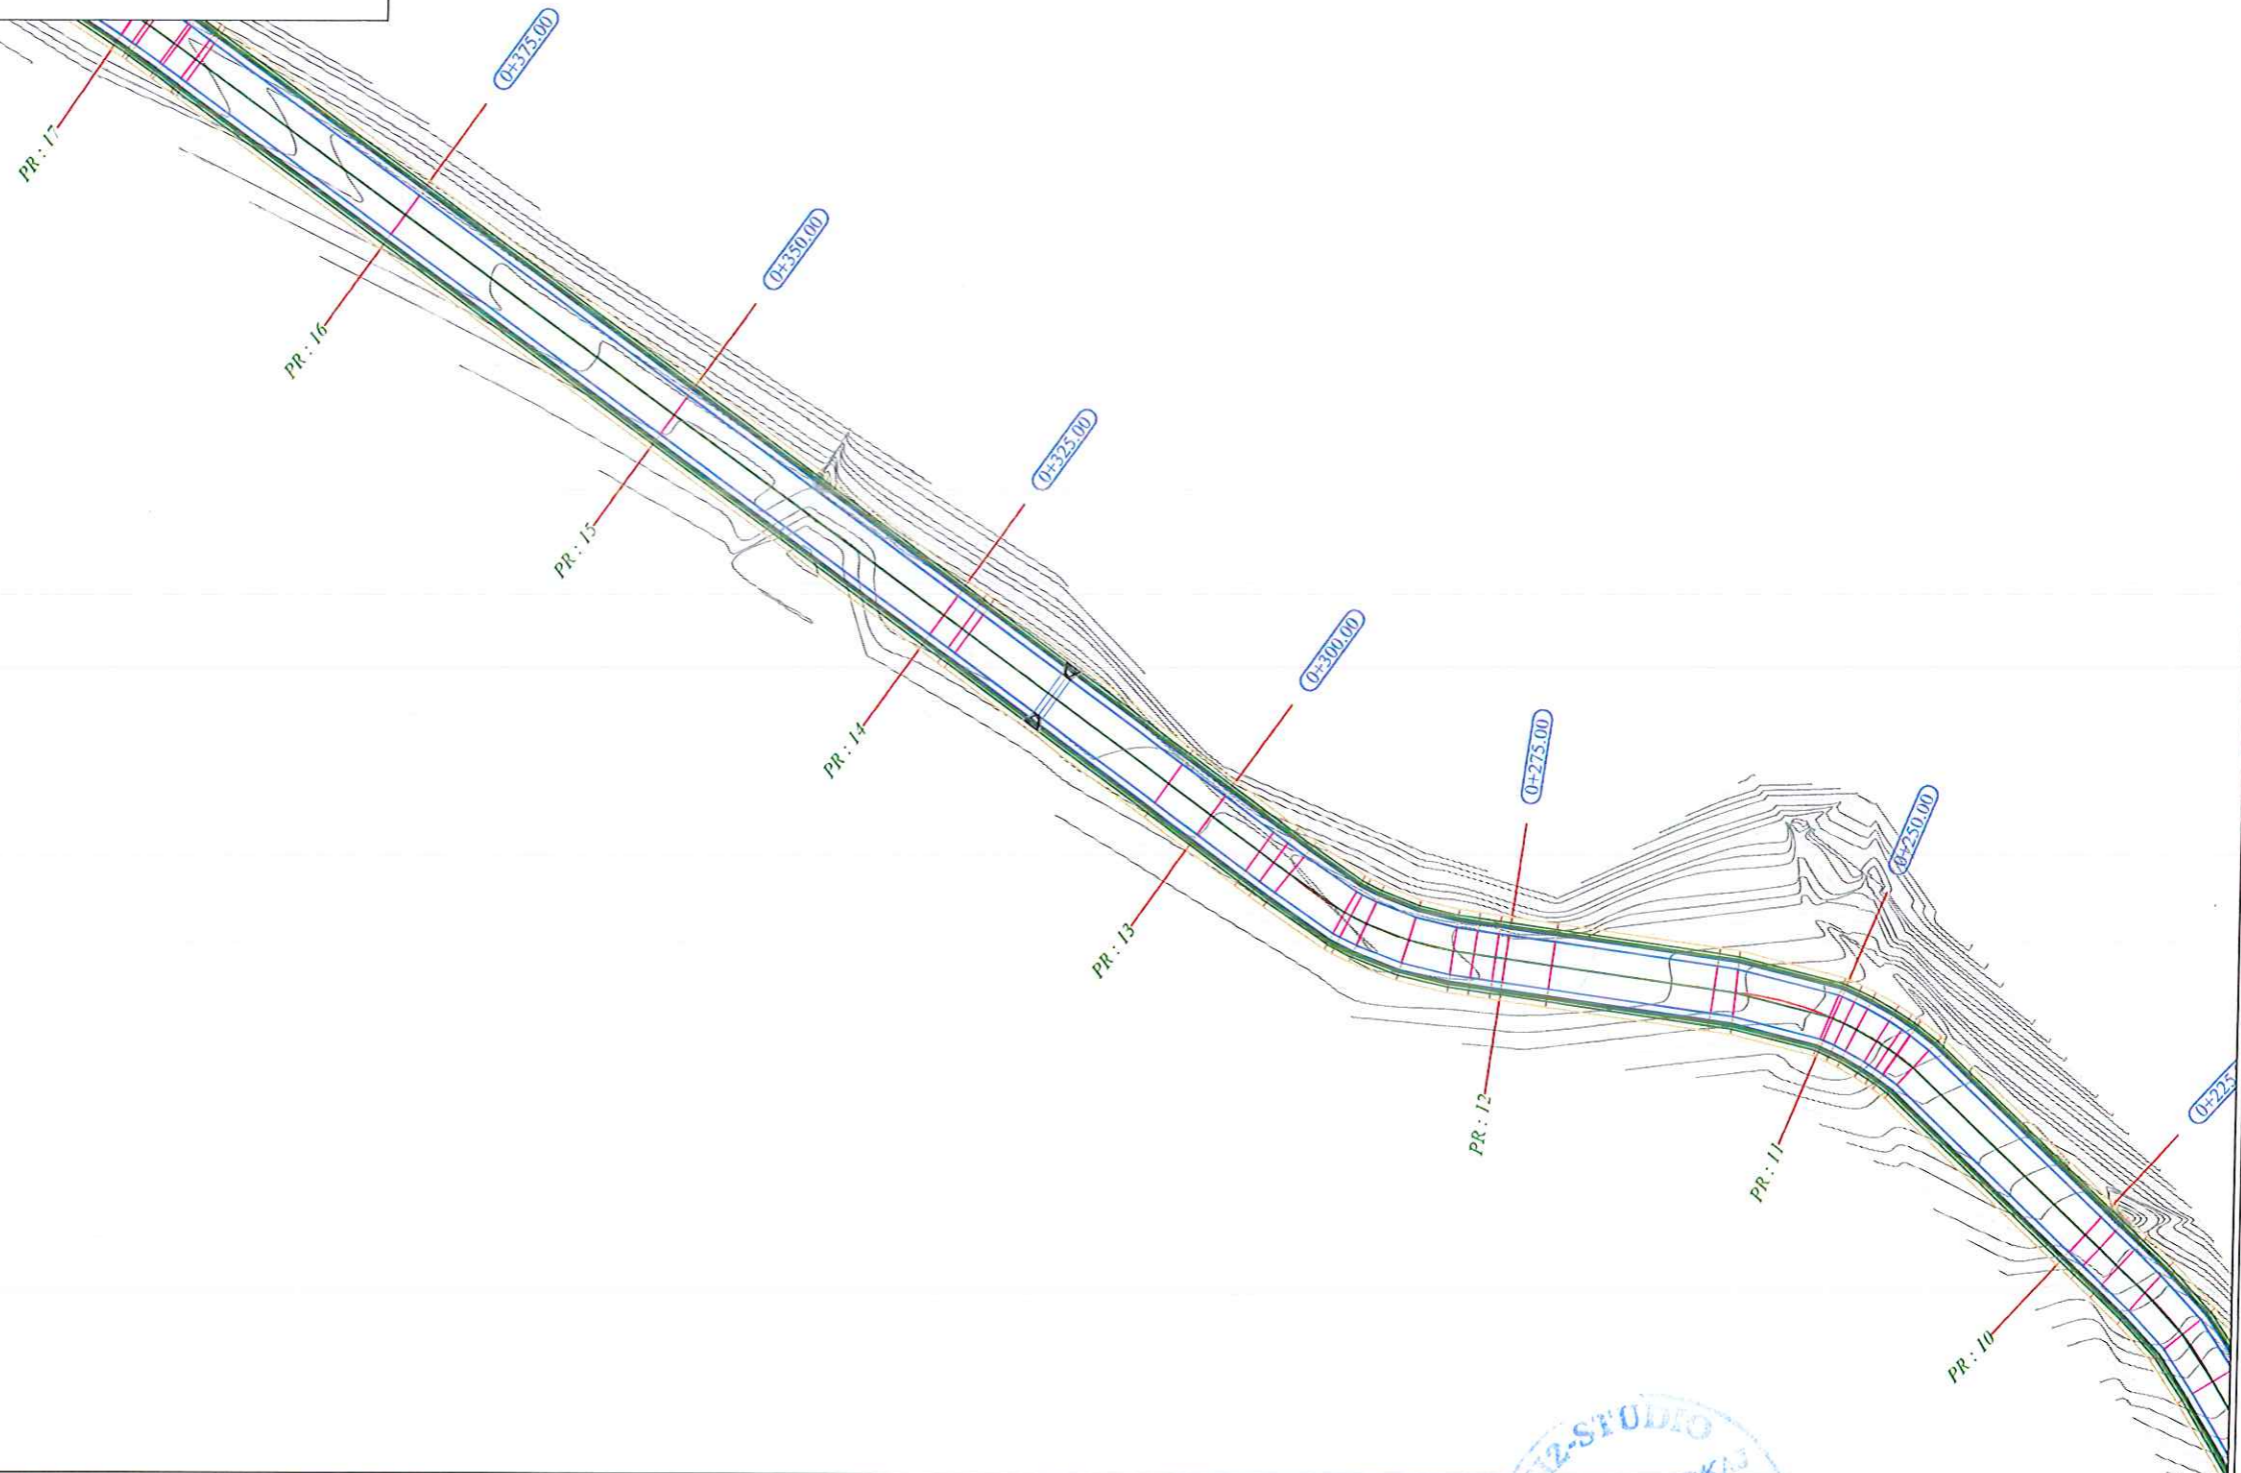 0+375.00
PR : 17
0+350.00
PR : 16
0+325.00
PR : 15
0+300.00
PR : 14
0+275.00
0+250.00
PR : 13
0+225.
PR : 12
PR : 11
PR : 10
A2-STUDIO